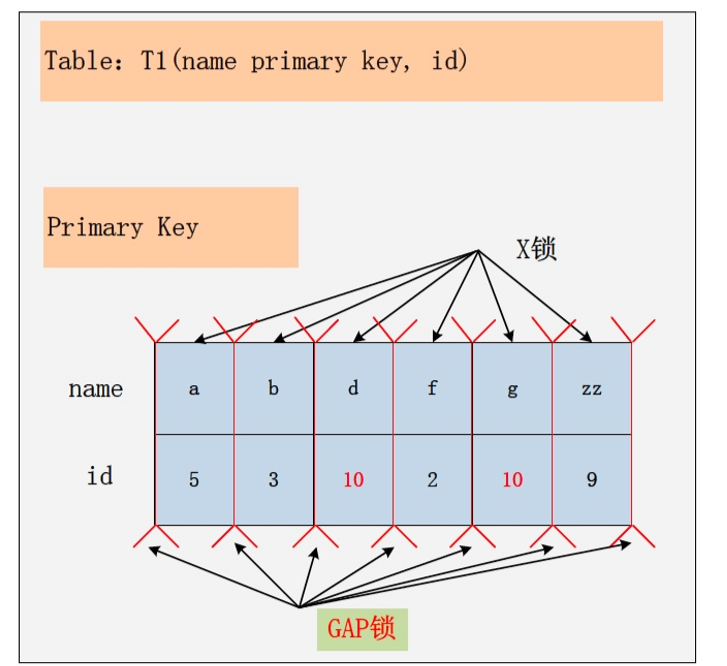 Table：T1(name primary key, id)
Primary Key
X锁
name a b d f g zz
id 5 3 10 2 10 9
GAP锁